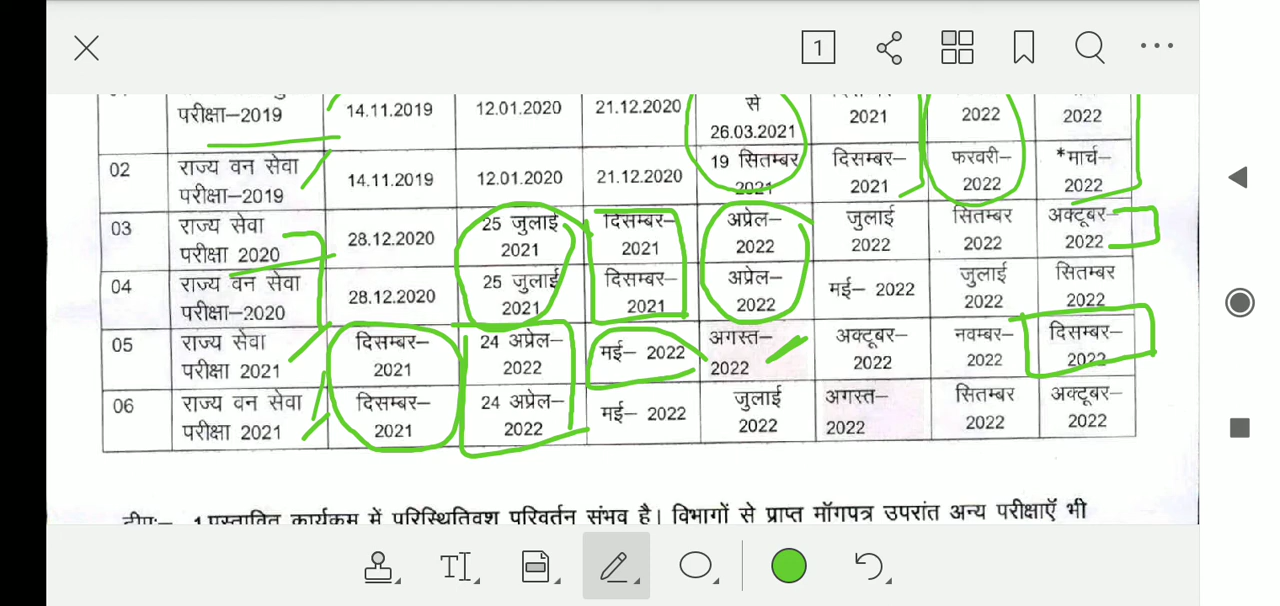 1
परीक्षा–2019
14.11.2019
12.01.2020
21.12.2020
से
26.03.2021
2021
2022
2022
02
राज्य वन सेवा
परीक्षा–2019
14.11.2019
12.01.2020
21.12.2020
19 सितम्बर
2021
दिसम्बर–
2021
फरवरी–
2022
*मार्च–
2022
03
राज्य सेवा
परीक्षा 2020
28.12.2020
25 जुलाई
2021
दिसम्बर–
2021
अप्रेल–
2022
जुलाई
2022
सितम्बर
2022
अक्टूबर–
2022
04
राज्य वन सेवा
परीक्षा–2020
28.12.2020
25 जुलाई
2021
दिसम्बर–
2021
अप्रेल–
2022
मई– 2022
जुलाई
2022
सितम्बर
2022
05
राज्य सेवा
परीक्षा 2021
दिसम्बर–
2021
24 अप्रेल–
2022
मई– 2022
अगस्त–
2022
अक्टूबर–
2022
नवम्बर–
2022
दिसम्बर–
2022
06
राज्य वन सेवा
परीक्षा 2021
दिसम्बर–
2021
24 अप्रेल–
2022
मई– 2022
जुलाई
2022
अगस्त–
2022
सितम्बर
2022
अक्टूबर–
2022
टीपः– 1.प्रस्तावित कार्यक्रम में परिस्थितिवश परिवर्तन संभव है। विभागों से प्राप्त मॉगपत्र उपरांत अन्य परीक्षाऍ भी
T